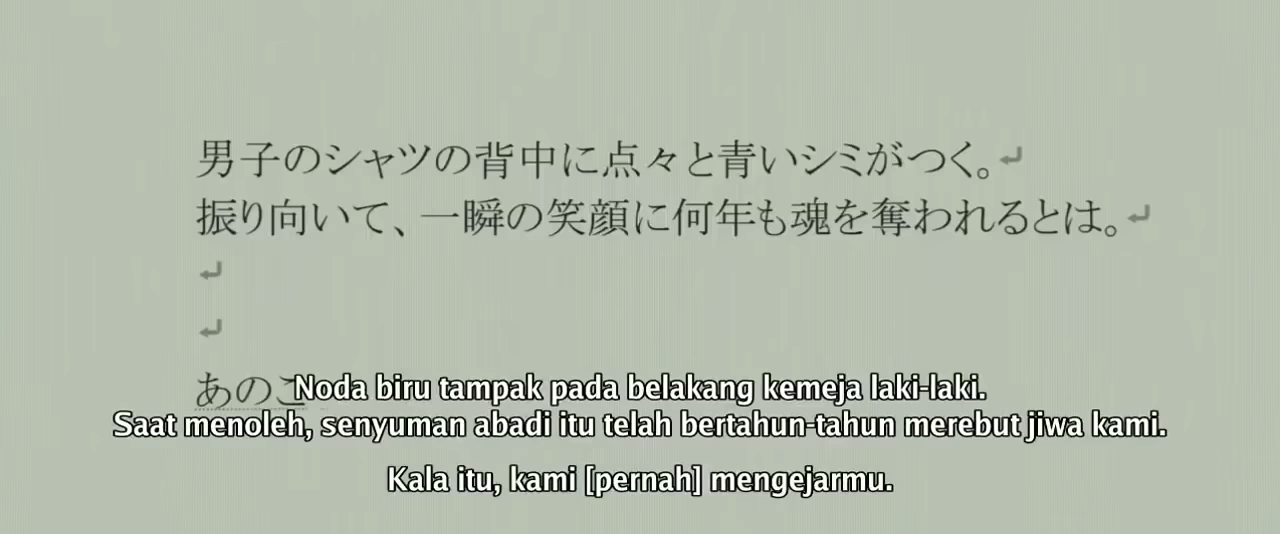 男子のシャツの背中に点々と青いシミがつく。↵
振り向いて、一瞬の笑顔に何年も魂を奪われるとは。↵
↵
↵
あのこ
Noda biru tampak pada belakang kemeja laki-laki.
Saat menoleh, senyuman abadi itu telah bertahun-tahun merebut jiwa kami.
Kala itu, kami [pernah] mengejarmu.